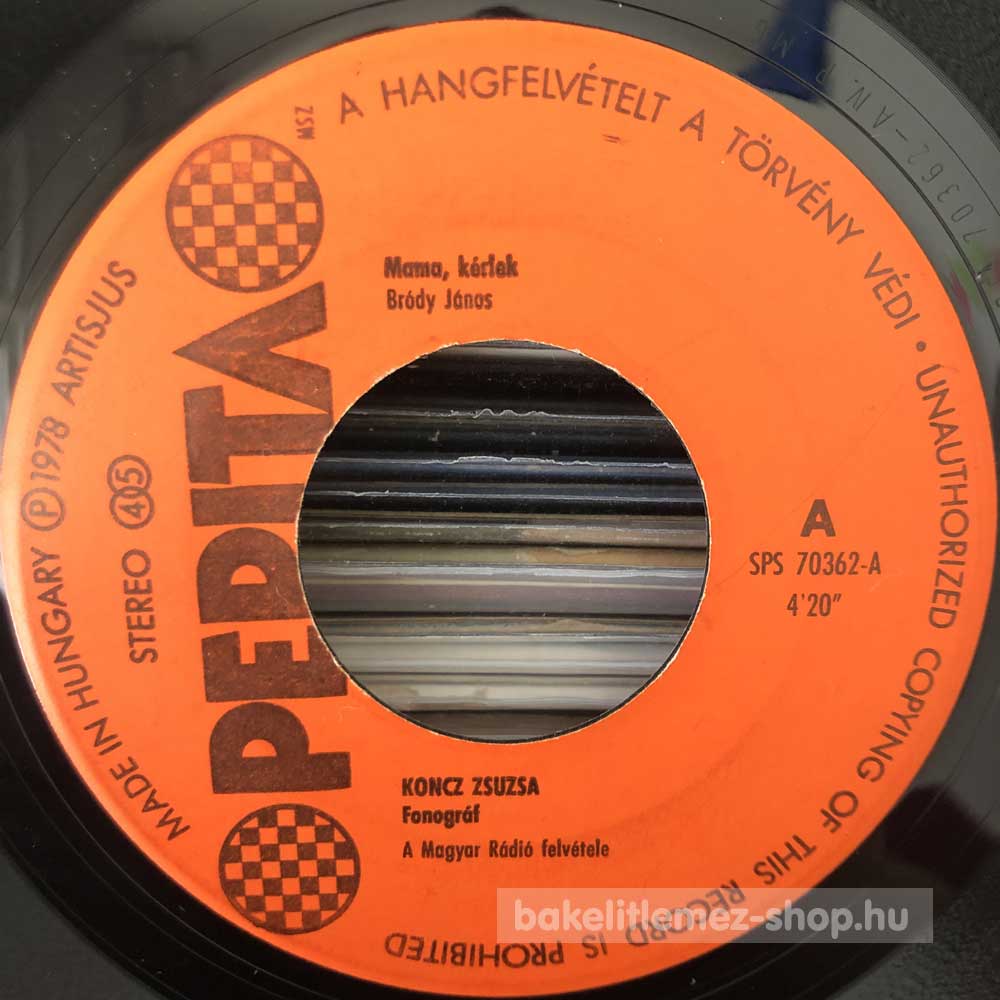 A HANGFELVÉTELT A TÖRVÉNY VÉDI • UNAUTHORIZED COPYING OF THIS RECORD IS PROHIBITED
MADE IN HUNGARY Ⓟ 1978 ARTISJUS
STEREO 45
PEPITA
MSZ
Mama, kérlek
Bródy János
A
SPS 70362-A
4'20"
KONCZ ZSUZSA
Fonográf
A Magyar Rádió felvétele
bakelitlemez-shop.hu